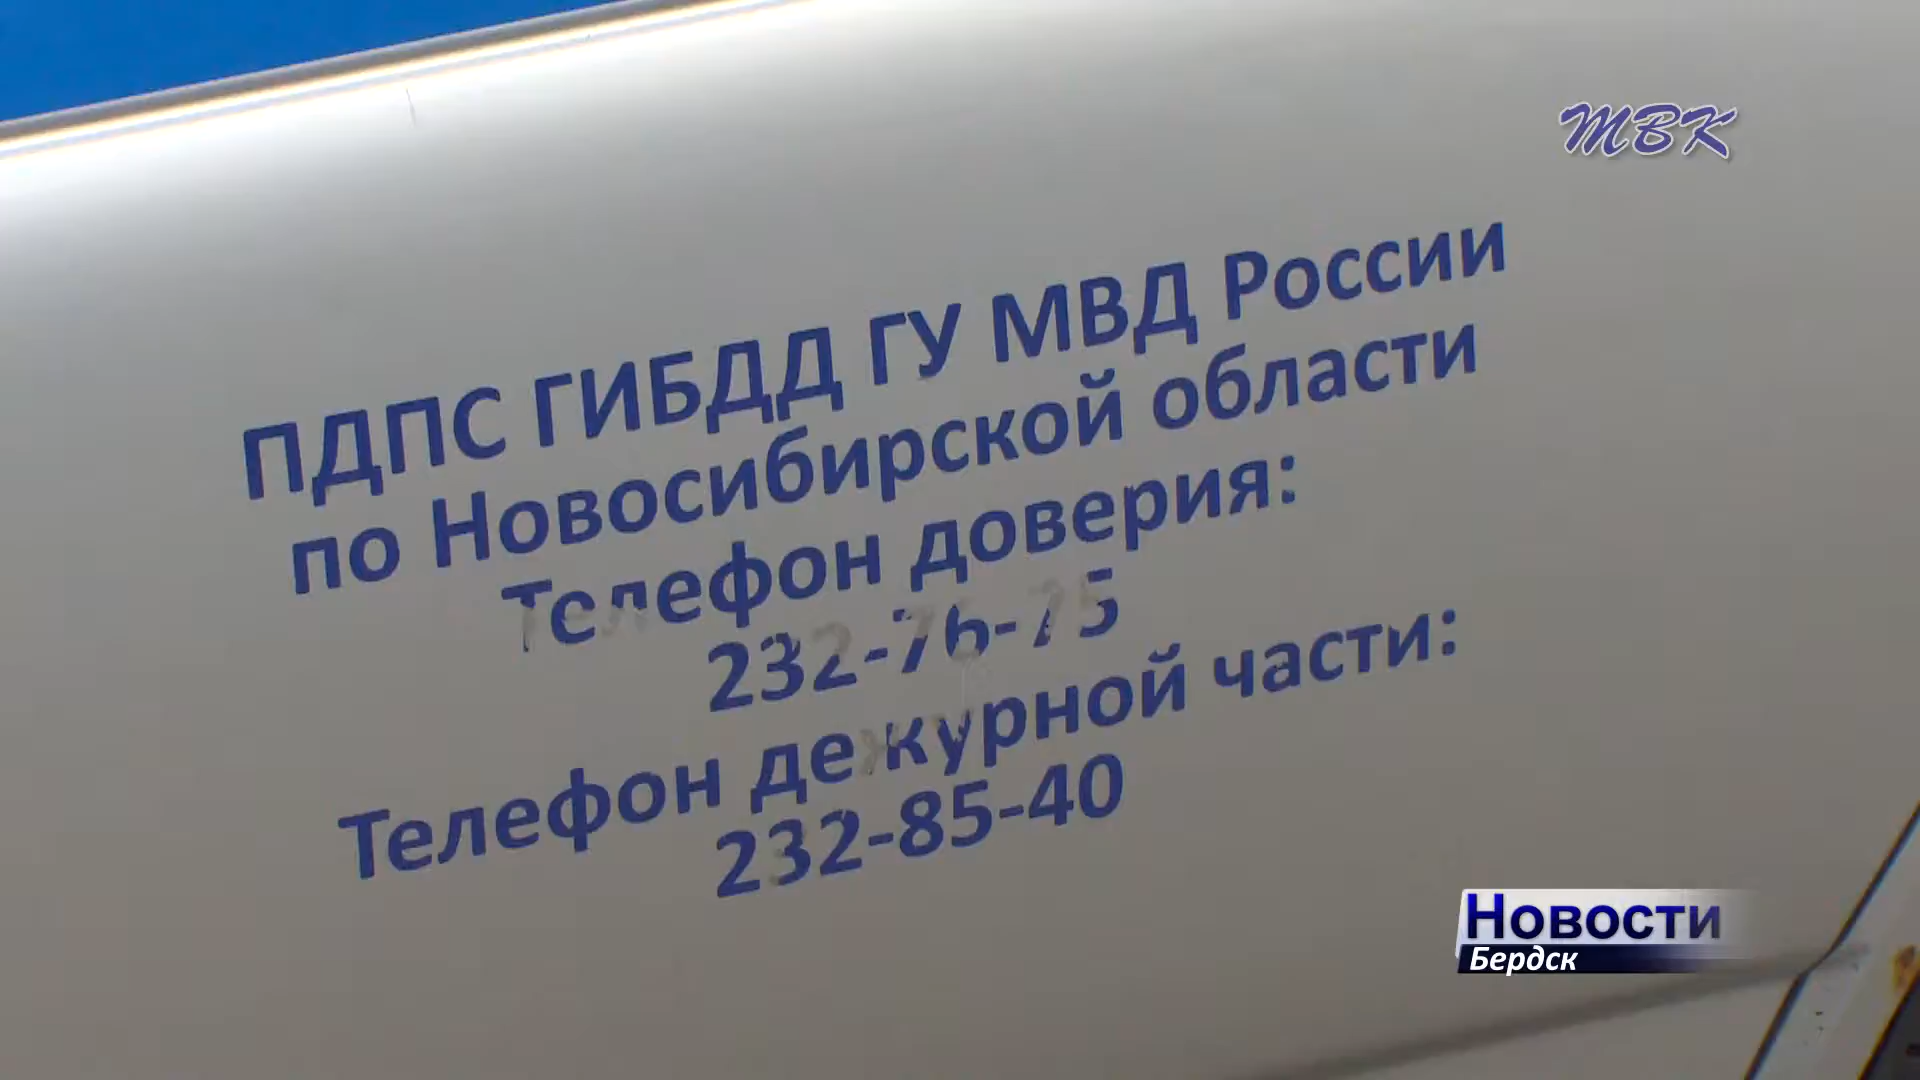 ТВК
ПДПС ГИБДД ГУ МВД России
по Новосибирской области
Телефон доверия:
232-76-75
Телефон дежурной части:
232-85-40
Новости
Бердск